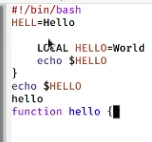 #!/bin/bash
HELL=Hello
LOCAL HELLO=World
echo $HELLO
}
echo $HELLO
hello
function hello {